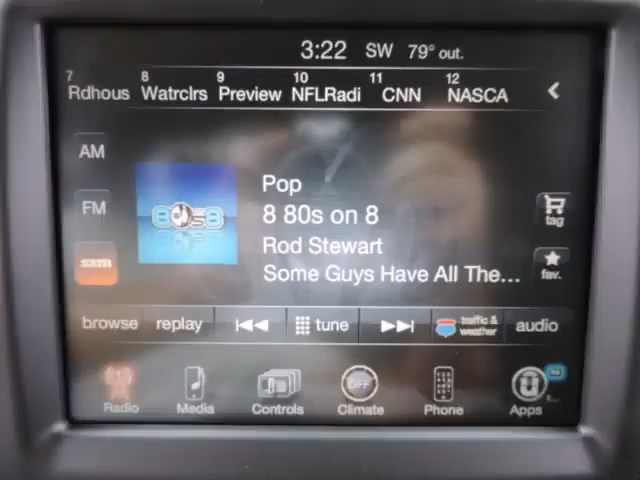 3:22 SW 79° out.
7 8 9 10 11 12
Rdhous Watrclrs Preview NFLRadi CNN NASCA
AM
FM
sxm
Pop
8 80s on 8
Rod Stewart
Some Guys Have All The...
tag
fav.
browse replay tune traffic & weather audio
OFF
Radio Media Controls Climate Phone Apps